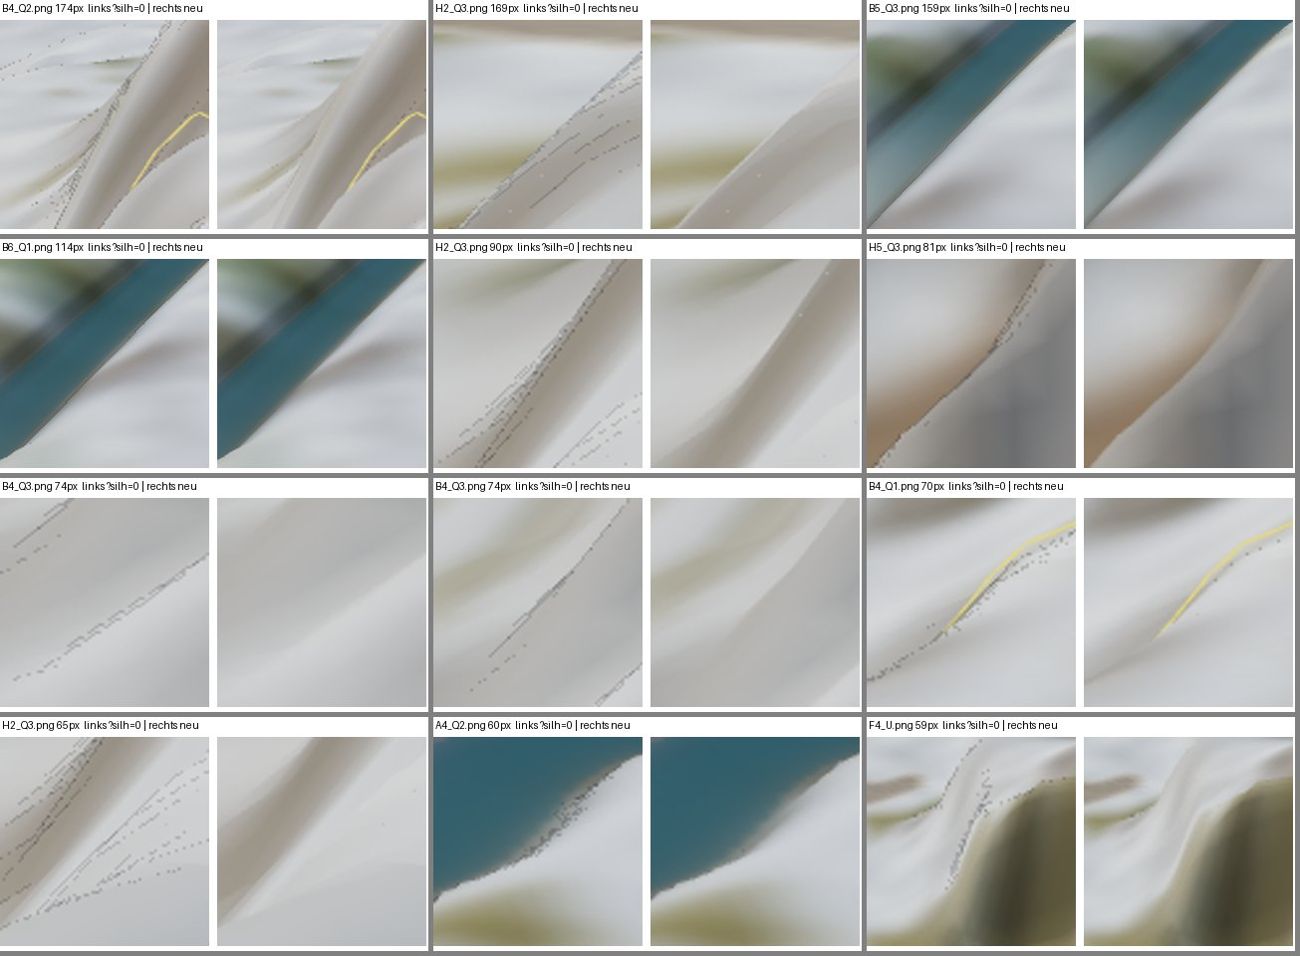 B4_Q2.png 174px links ?silh=0 | rechts neu
H2_Q3.png 169px links ?silh=0 | rechts neu
B5_Q3.png 159px links ?silh=0 | rechts neu
B6_Q1.png 114px links ?silh=0 | rechts neu
H2_Q3.png 90px links ?silh=0 | rechts neu
H5_Q3.png 81px links ?silh=0 | rechts neu
B4_Q3.png 74px links ?silh=0 | rechts neu
B4_Q3.png 74px links ?silh=0 | rechts neu
B4_Q1.png 70px links ?silh=0 | rechts neu
H2_Q3.png 65px links ?silh=0 | rechts neu
A4_Q2.png 60px links ?silh=0 | rechts neu
F4_U.png 59px links ?silh=0 | rechts neu